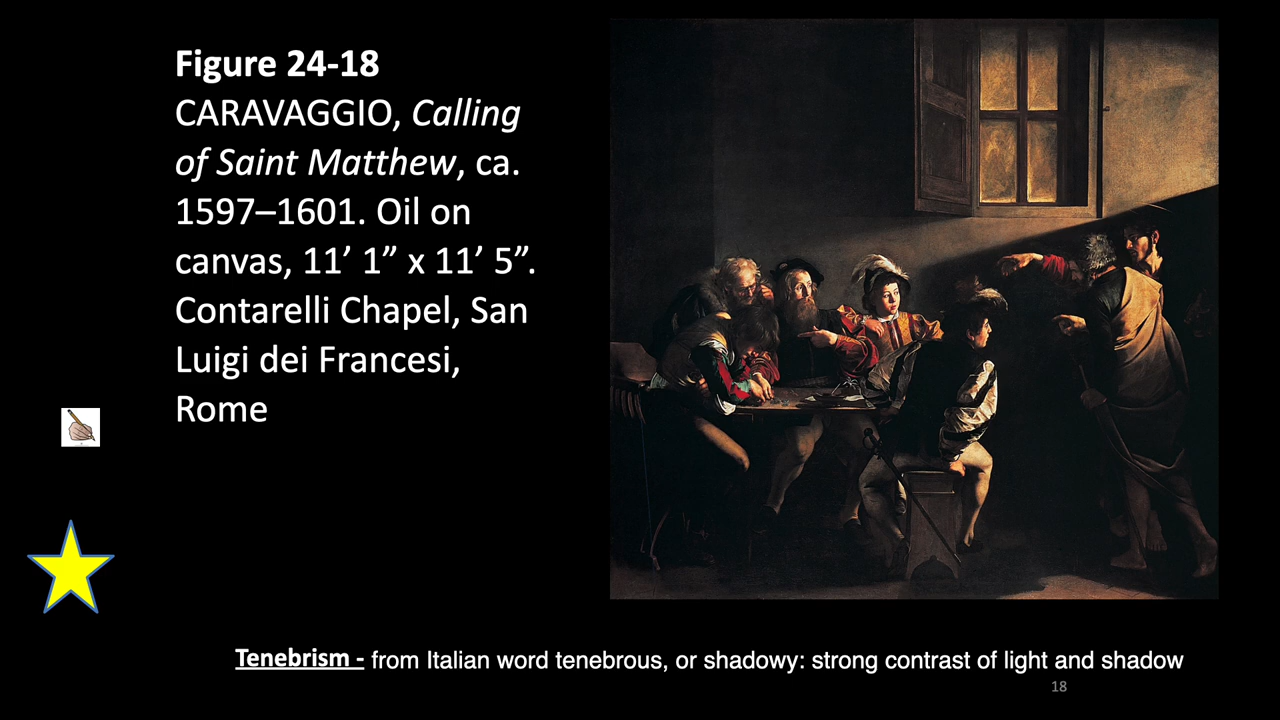 Figure 24-18
CARAVAGGIO, Calling
of Saint Matthew, ca.
1597–1601. Oil on
canvas, 11’ 1” x 11’ 5”.
Contarelli Chapel, San
Luigi dei Francesi,
Rome
Tenebrism - from Italian word tenebrous, or shadowy: strong contrast of light and shadow
18